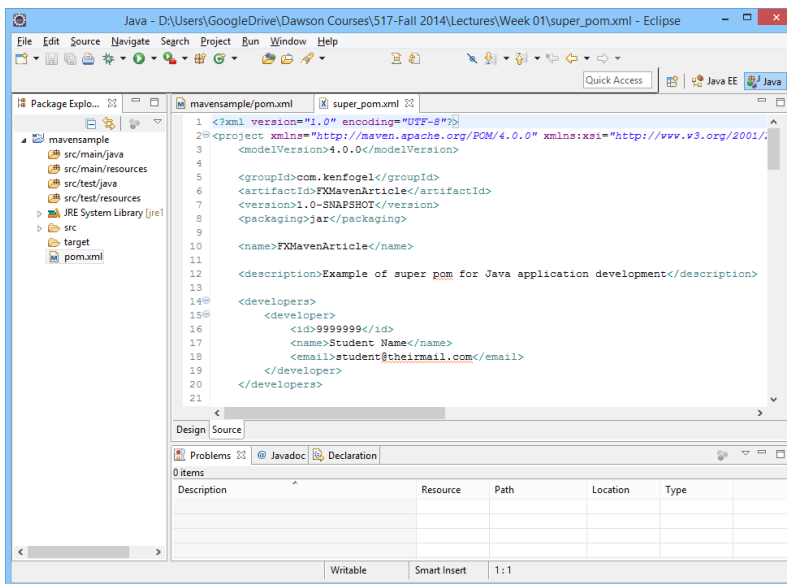 Java - D:\Users\GoogleDrive\Dawson Courses\517-Fall 2014\Lectures\Week 01\super_pom.xml - Eclipse
File Edit Source Navigate Search Project Run Window Help
Quick Access
Java EE
Java
Package Explo...
mavensample
src/main/java
src/main/resources
src/test/java
src/test/resources
JRE System Library [jre1
src
target
pom.xml
mavensample/pom.xml
super_pom.xml
1 <?xml version="1.0" encoding="UTF-8"?>
2 <project xmlns="http://maven.apache.org/POM/4.0.0" xmlns:xsi="http://www.w3.org/2001/
3 <modelVersion>4.0.0</modelVersion>
4
5 <groupId>com.kenfogel</groupId>
6 <artifactId>FXMavenArticle</artifactId>
7 <version>1.0-SNAPSHOT</version>
8 <packaging>jar</packaging>
9
10 <name>FXMavenArticle</name>
11
12 <description>Example of super pom for Java application development</description>
13
14 <developers>
15 <developer>
16 <id>9999999</id>
17 <name>Student Name</name>
18 <email>student@theirmail.com</email>
19 </developer>
20 </developers>
21
Design Source
Problems @ Javadoc Declaration
0 items
Description Resource Path Location Type
Writable Smart Insert 1 : 1